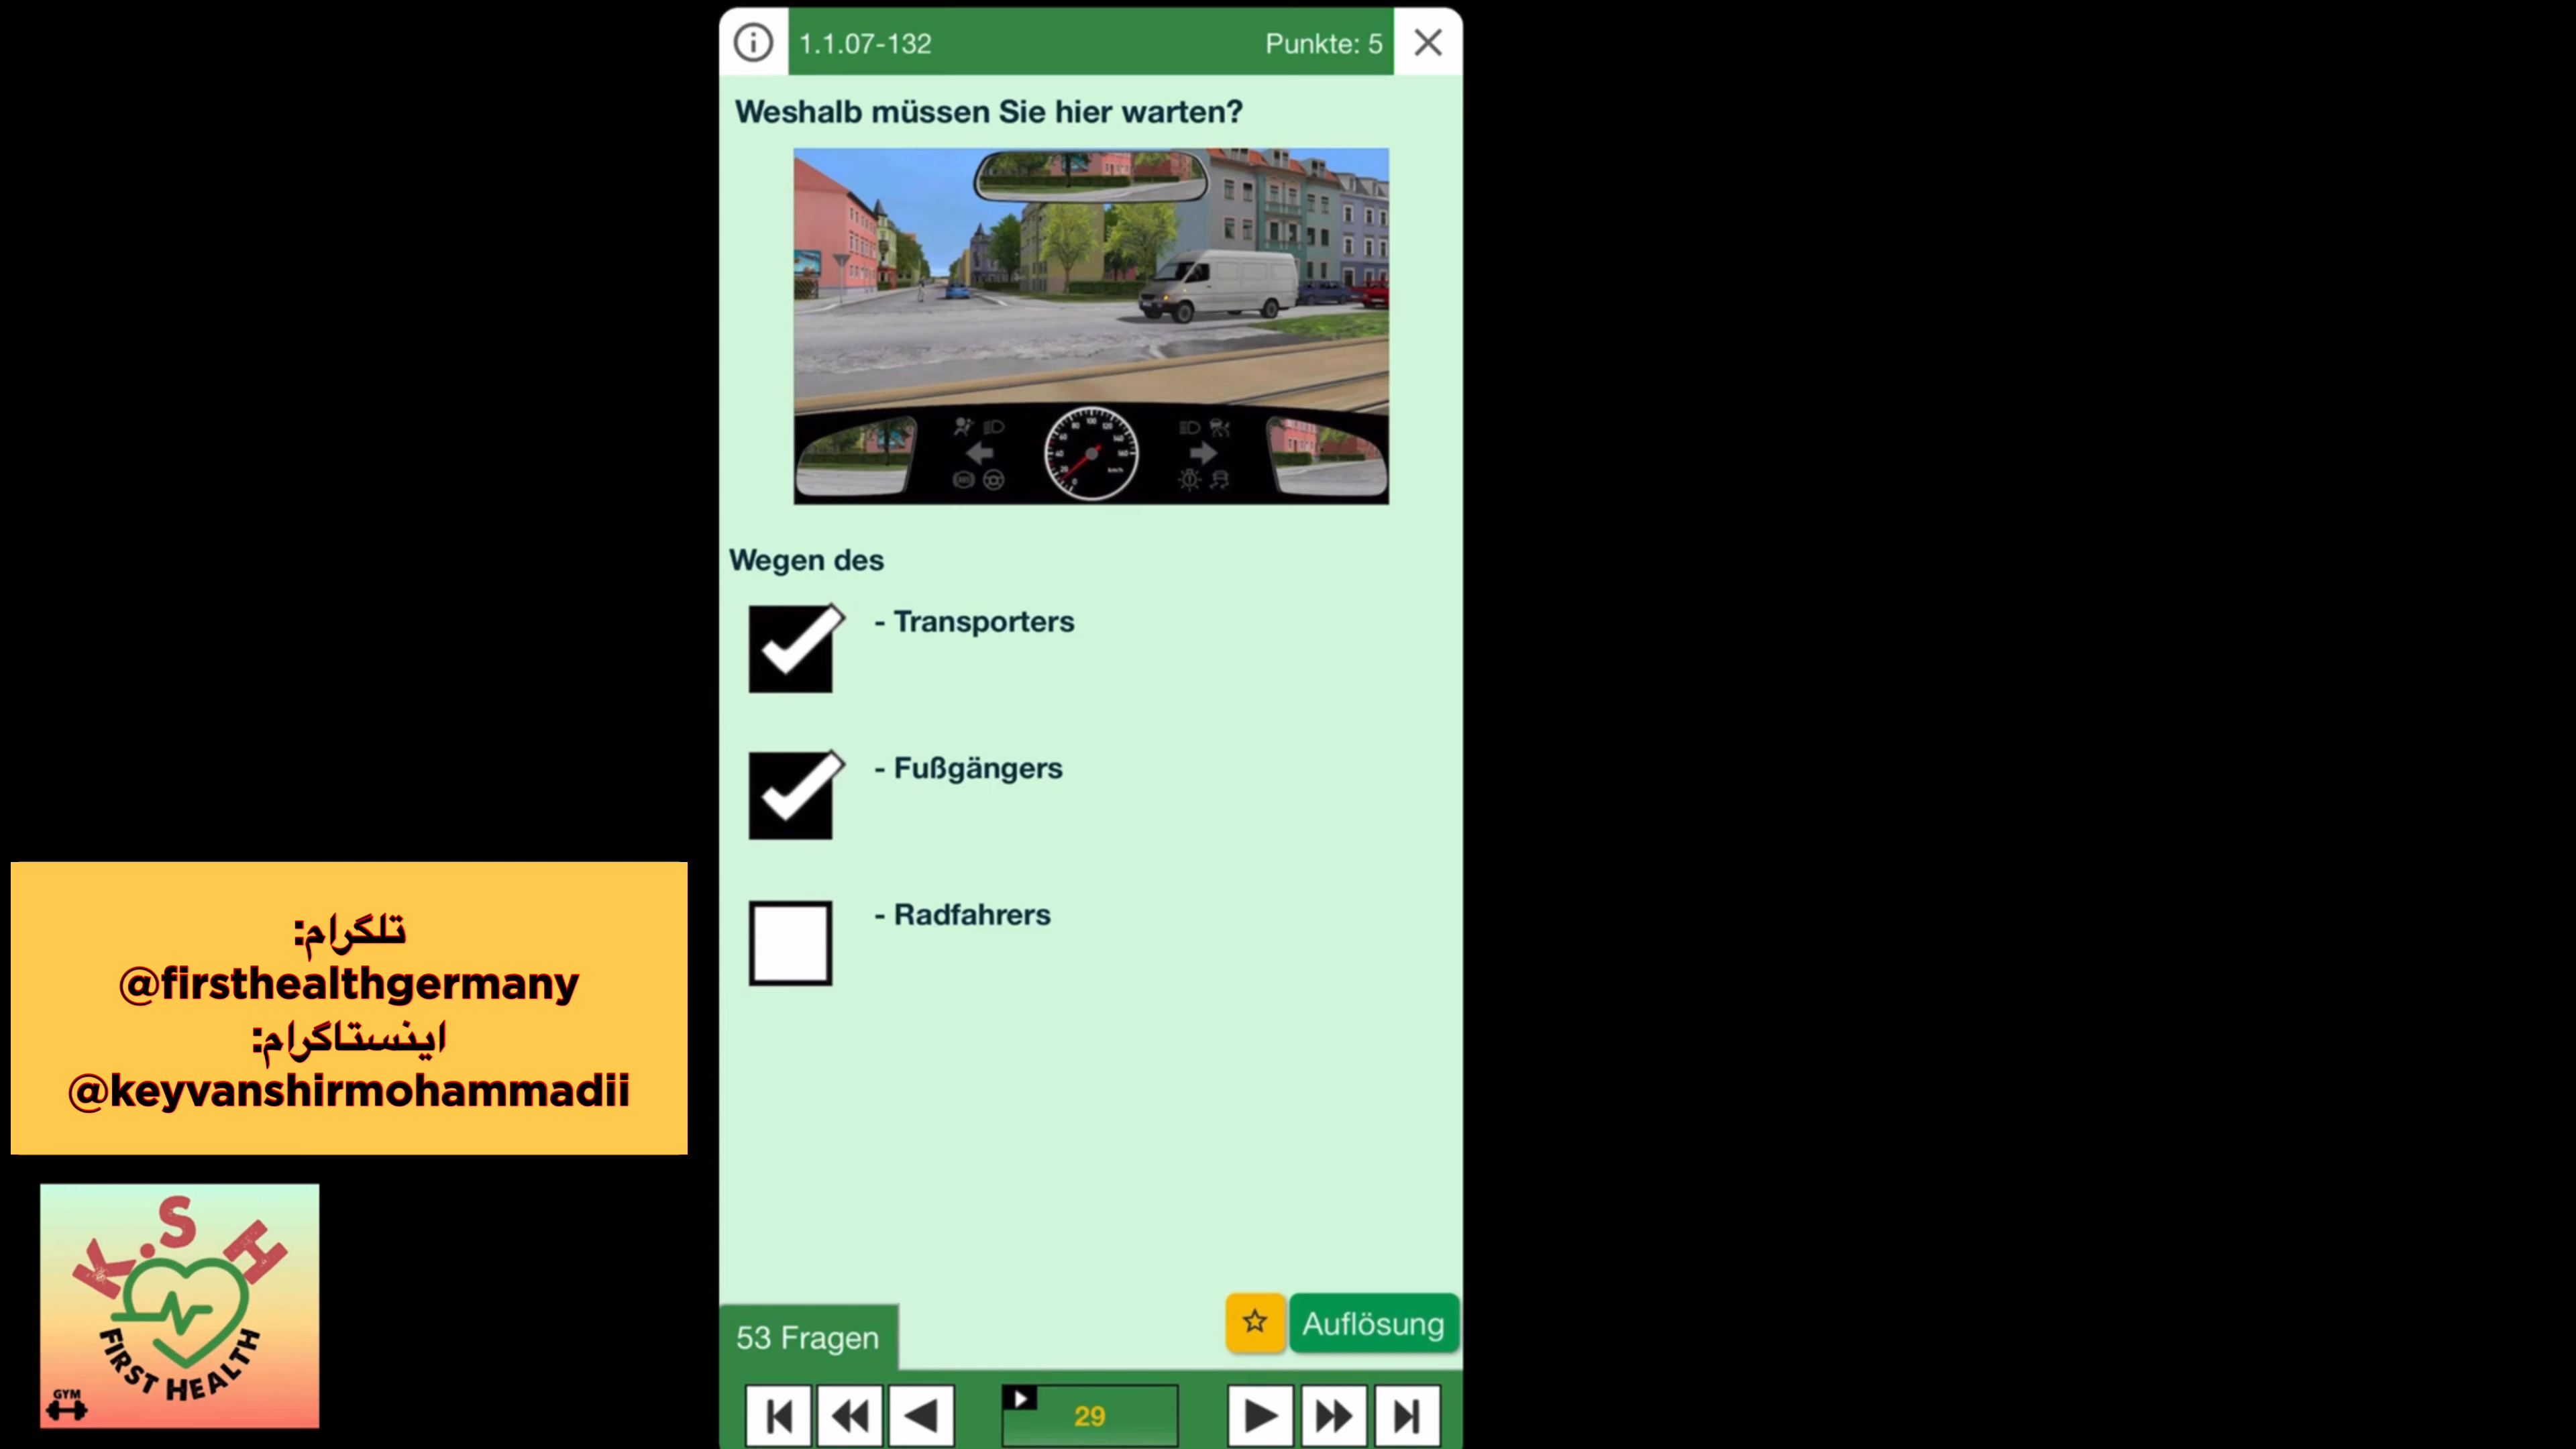 1.1.07-132
Punkte: 5
Weshalb müssen Sie hier warten?
Wegen des
- Transporters
- Fußgängers
- Radfahrers
تلگرام:
@firsthealthgermany
اینستاگرام:
@keyvanshirmohammadii
K.SH
FIRST HEALTH
GYM
53 Fragen
Auflösung
29